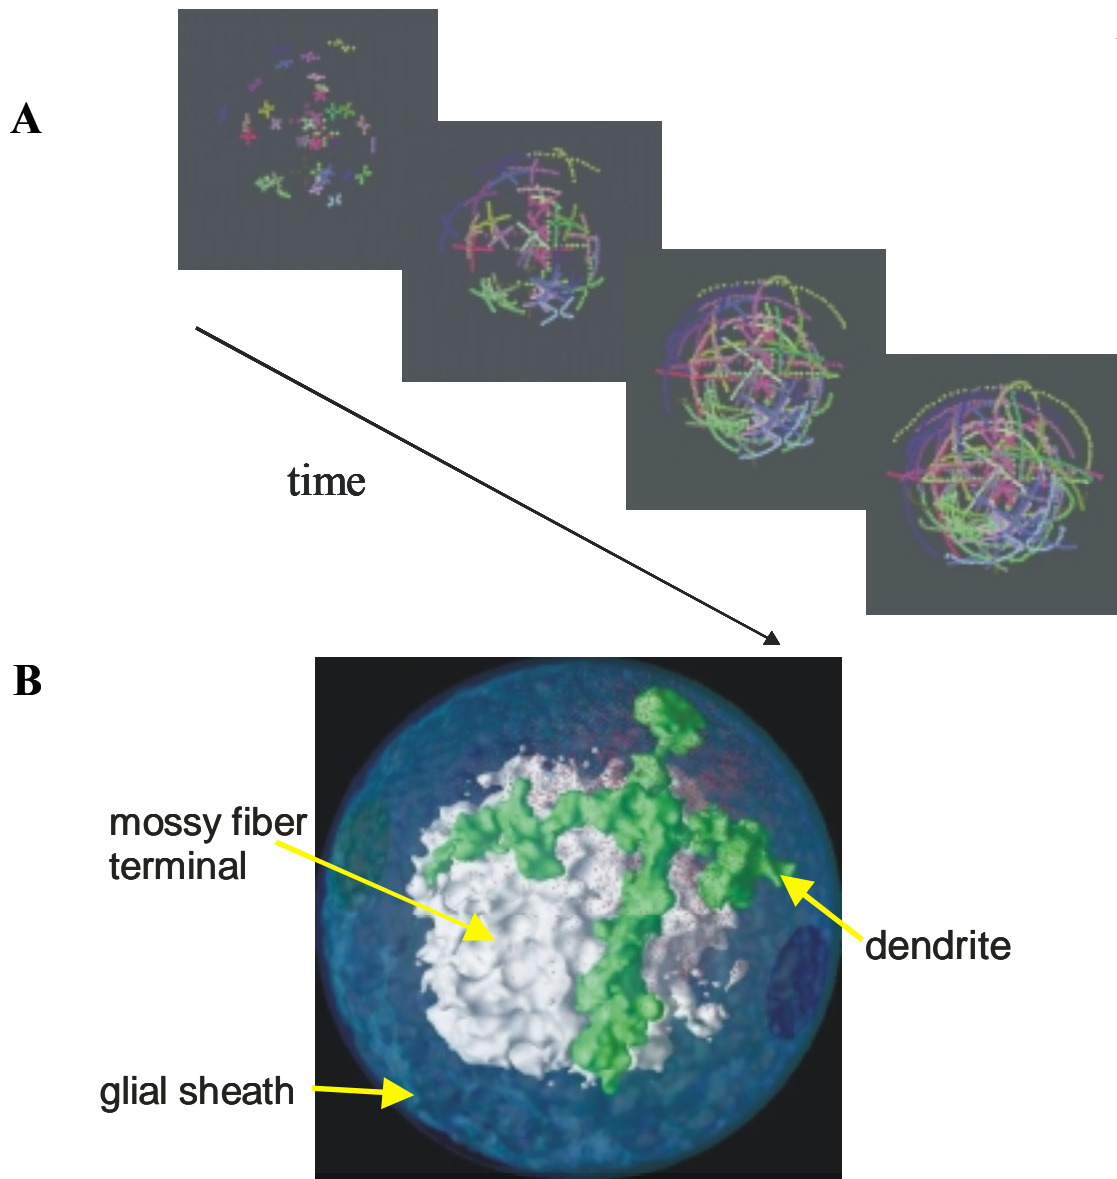 A
time
B
mossy fiber
terminal
dendrite
glial sheath